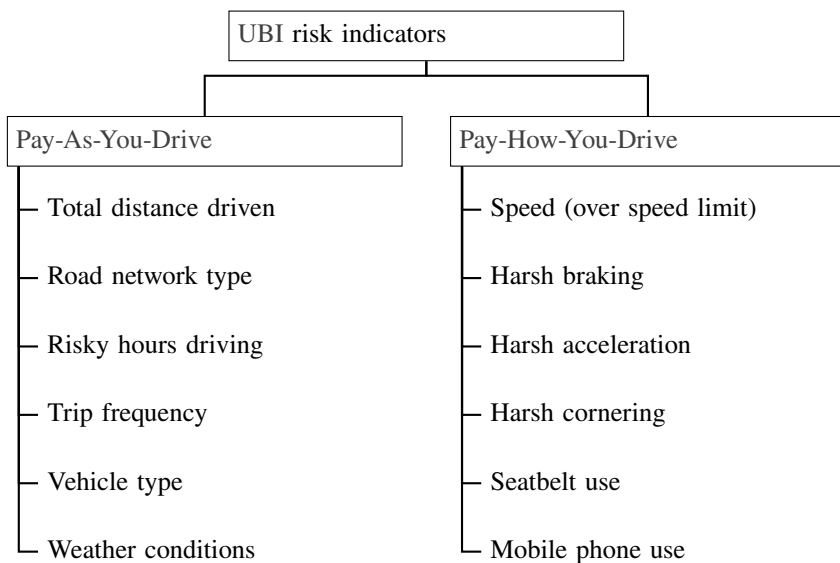 UBI risk indicators
Pay-As-You-Drive
Total distance driven
Road network type
Risky hours driving
Trip frequency
Vehicle type
Weather conditions
Pay-How-You-Drive
Speed (over speed limit)
Harsh braking
Harsh acceleration
Harsh cornering
Seatbelt use
Mobile phone use